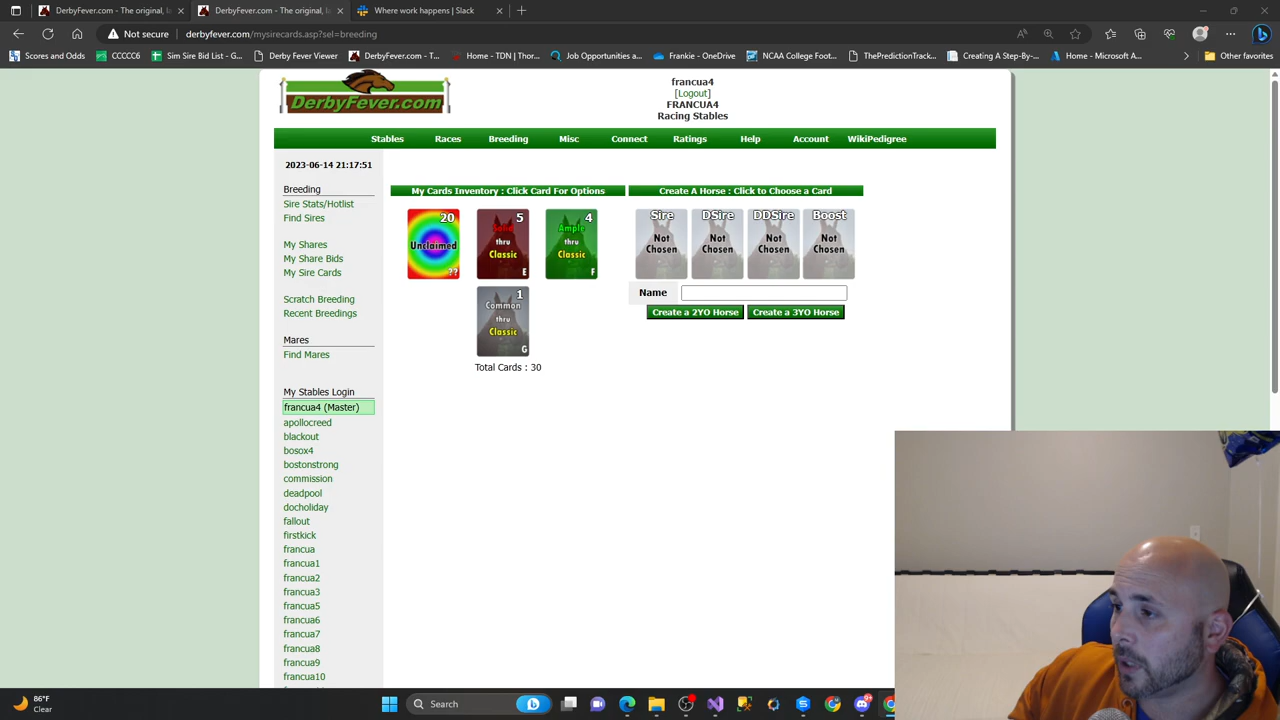 DerbyFever.com - The original, l
DerbyFever.com - The original, l
Where work happens | Slack
Not secure
derbyfever.com/mysirecards.asp?sel=breeding
Scores and Odds
CCCCC6
Sim Sire Bid List - G...
Derby Fever Viewer
DerbyFever.com - T...
Home - TDN | Thor...
Job Opportunities a...
Frankie - OneDrive
NCAA College Foot...
ThePredictionTrack...
Creating A Step-By-...
Home - Microsoft A...
Other favorites
DerbyFever.com
francua4
[Logout]
FRANCUA4
Racing Stables
Stables Races Breeding Misc Connect Ratings Help Account WikiPedigree
2023-06-14 21:17:51
Breeding
Sire Stats/Hotlist
Find Sires
My Shares
My Share Bids
My Sire Cards
Scratch Breeding
Recent Breedings
Mares
Find Mares
My Stables Login
francua4 (Master)
apollocreed
blackout
bosox4
bostonstrong
commission
deadpool
docholiday
fallout
firstkick
francua
francua1
francua2
francua3
francua5
francua6
francua7
francua8
francua9
francua10
My Cards Inventory : Click Card For Options
20
Unclaimed
??
5
Solid
thru
Classic
E
4
Ample
thru
Classic
F
1
Common
thru
Classic
G
Total Cards : 30
Create A Horse : Click to Choose a Card
Sire
Not
Chosen
DSire
Not
Chosen
DDSire
Not
Chosen
Boost
Not
Chosen
Name
Create a 2YO Horse
Create a 3YO Horse
86°F
Clear
Search